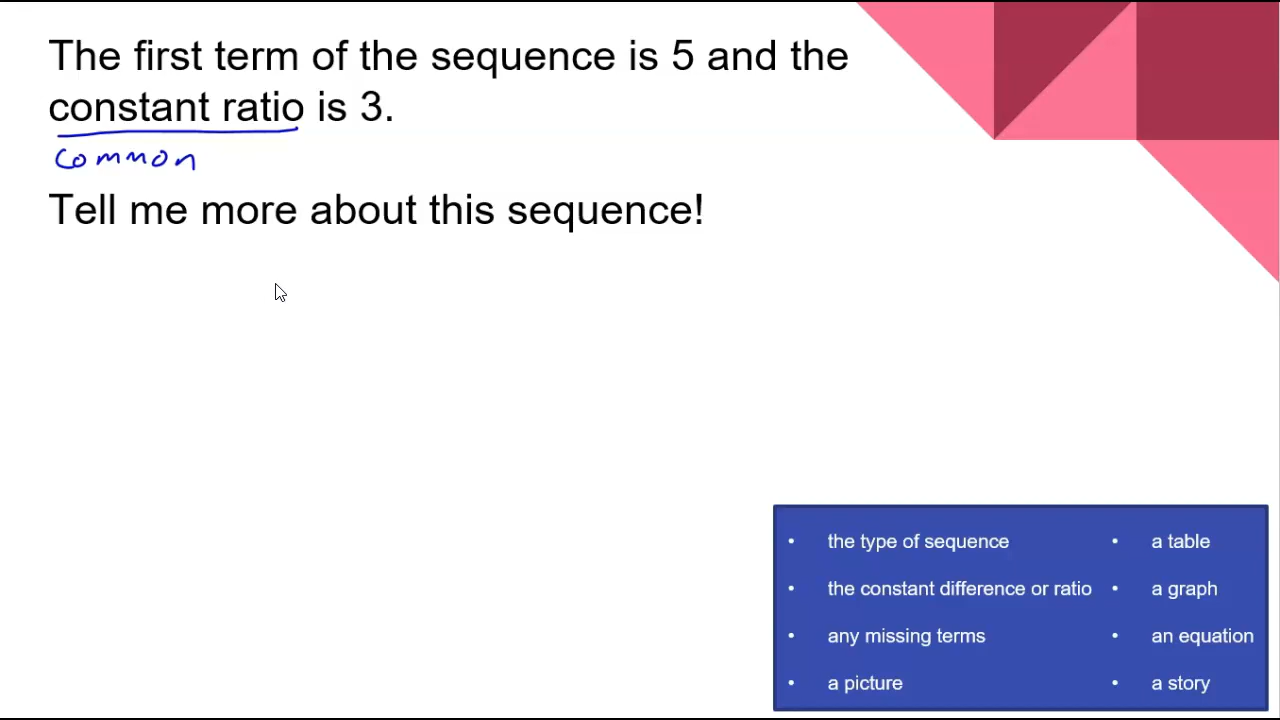 The first term of the sequence is 5 and the
constant ratio is 3.
common
Tell me more about this sequence!
• the type of sequence
• the constant difference or ratio
• any missing terms
• a picture
• a table
• a graph
• an equation
• a story